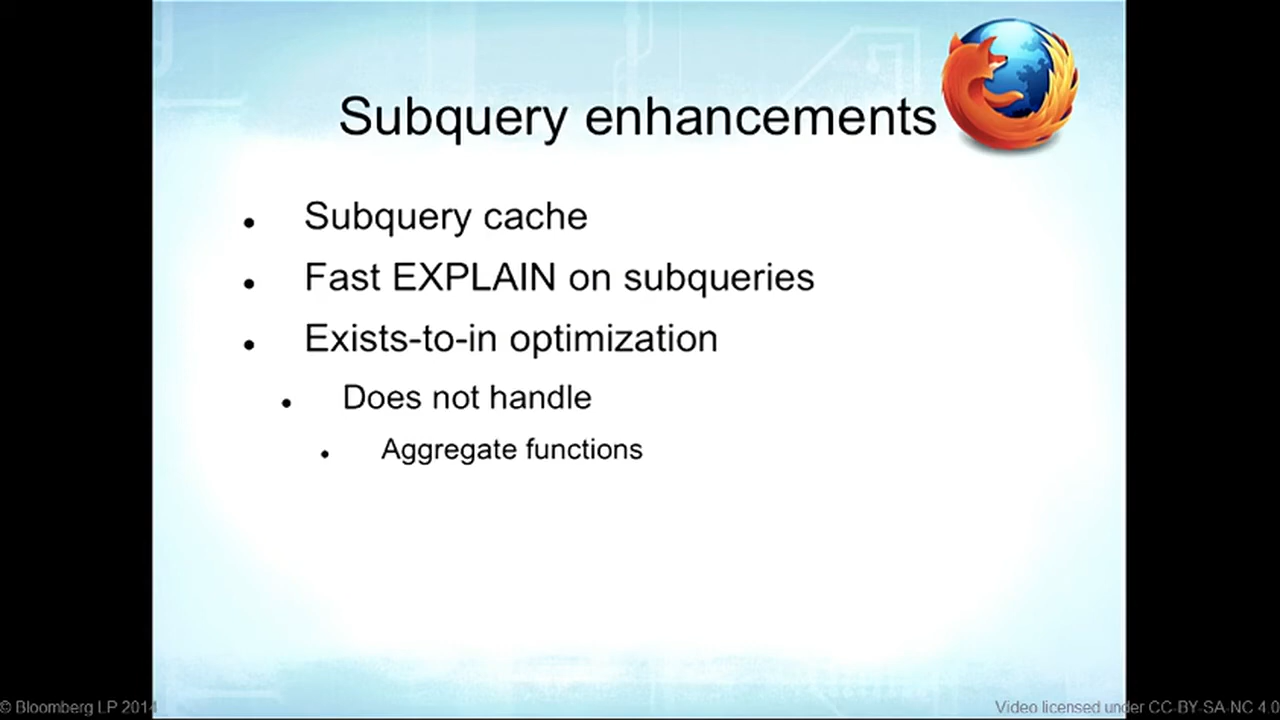 Subquery enhancements
• Subquery cache
• Fast EXPLAIN on subqueries
• Exists-to-in optimization
• Does not handle
• Aggregate functions
© Bloomberg LP 2014
Video licensed under CC-BY-SA-NC 4.0